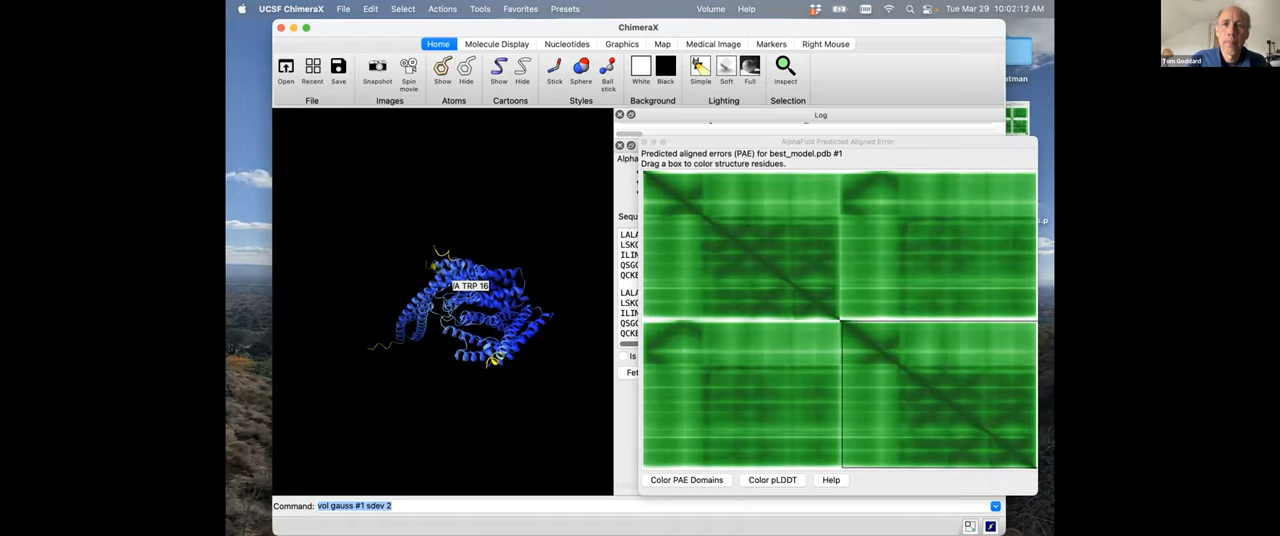 UCSF ChimeraX File Edit Select Actions Tools Favorites Presets Volume Help Tue Mar 29 10:02:12 AM
ChimeraX
Home Molecule Display Nucleotides Graphics Map Medical Image Markers Right Mouse
Open Recent Save Snapshot Spin movie Show Hide Show Hide Stick Sphere Ball stick White Black Simple Soft Full Inspect
File Images Atoms Cartoons Styles Background Lighting Selection
Log
AlphaFold Predicted Aligned Error
Predicted aligned errors (PAE) for best_model.pdb #1
Drag a box to color structure residues.
Alpha
Sequ
LALA
LSKC
ILIN
QSGC
QCKE
LALA
LSKC
ILIN
QSGC
QCKE
Is
Fet
/A TRP 16
Color PAE Domains Color pLDDT Help
Command: vol gauss #1 sdev 2
Tom Goddard
atman
s.p